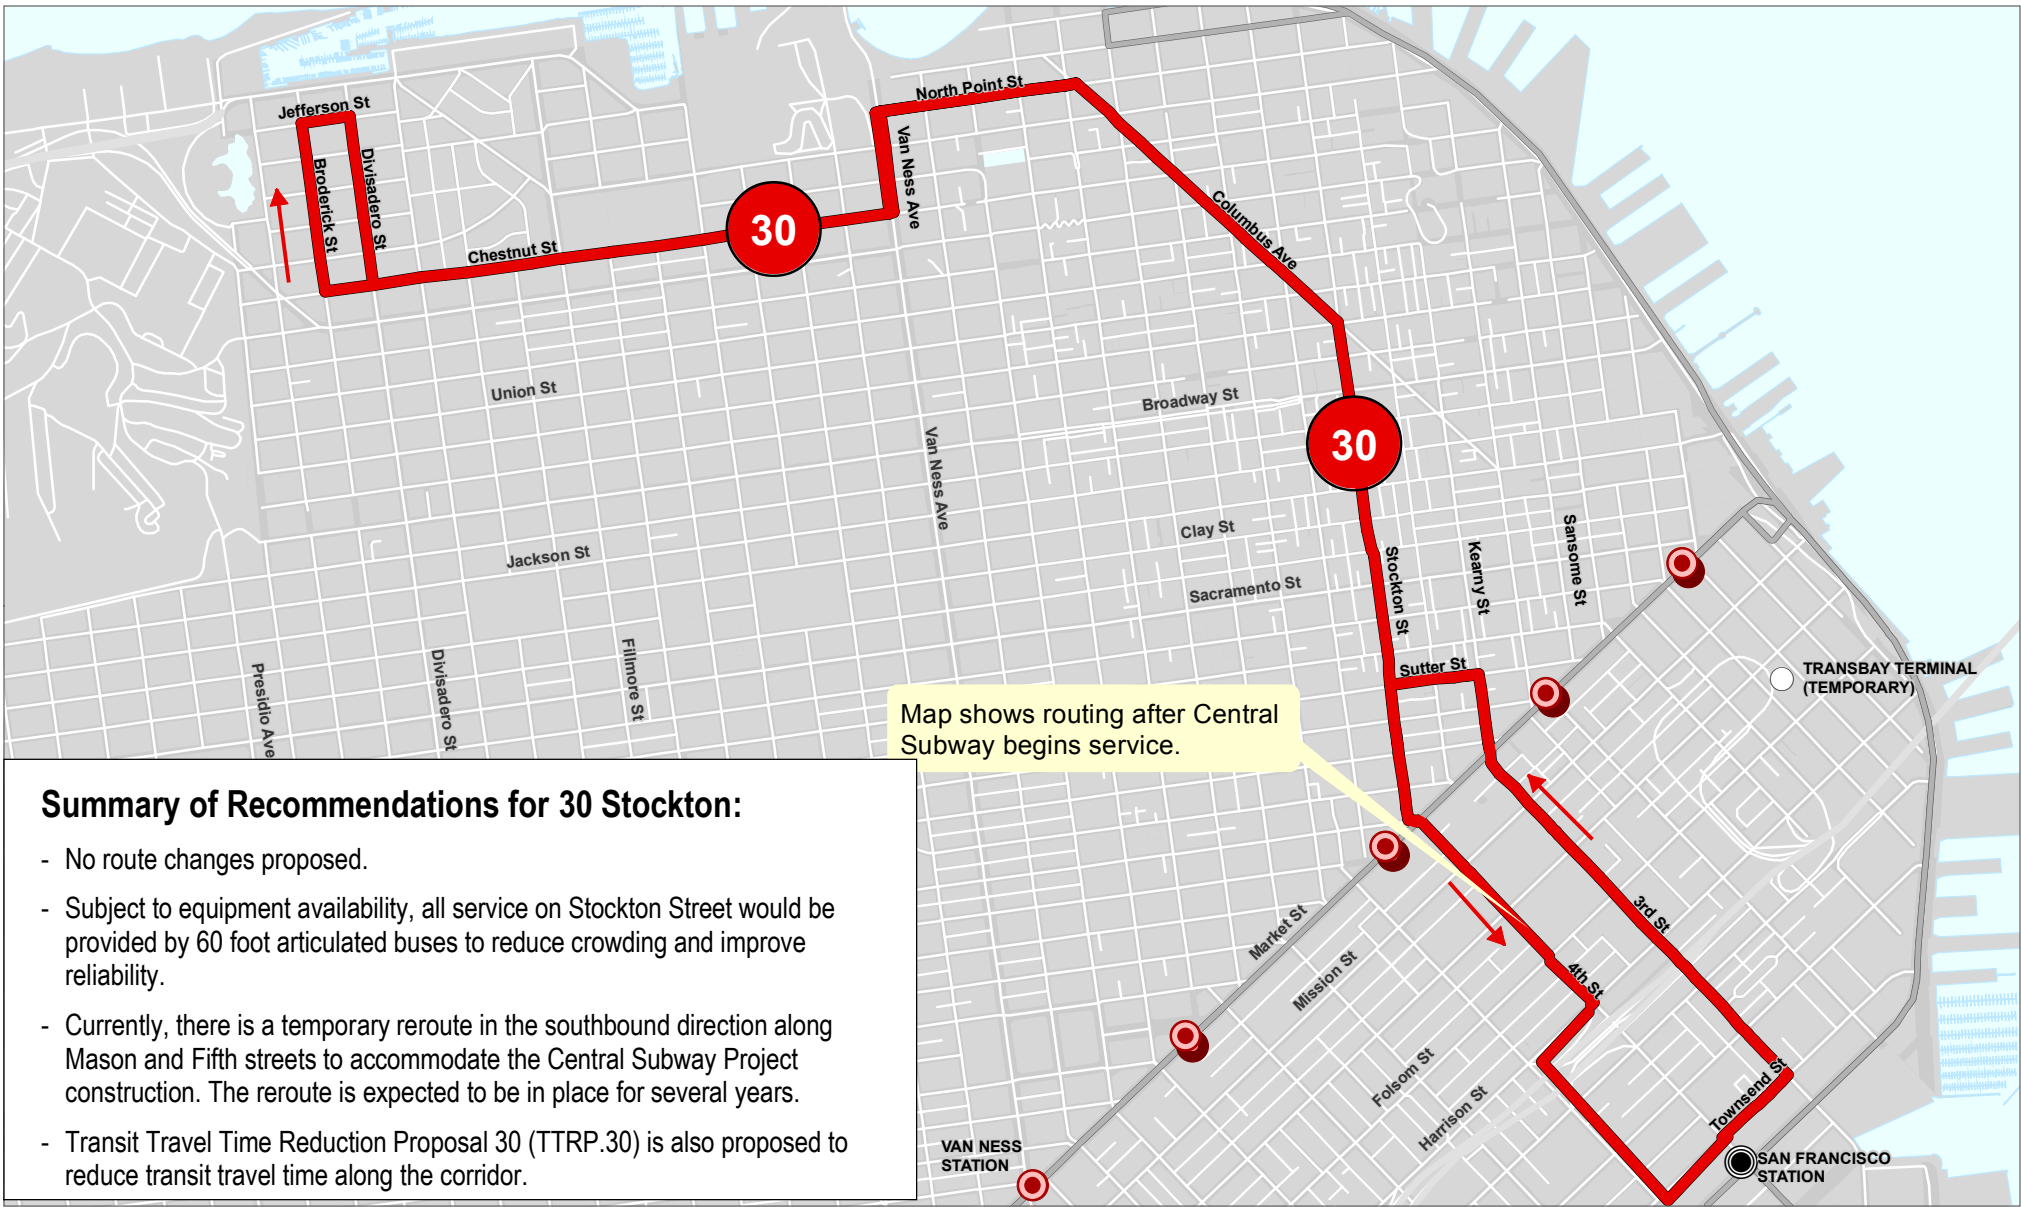 Jefferson St
North Point St
Broderick St
Divisadero St
Van Ness Ave
30
Chestnut St
Columbus Ave
Union St
Broadway St
Van Ness Ave
30
Clay St
Jackson St
Sacramento St
Stockton St
Kearny St
Sansome St
Presidio Ave
Divisadero St
Fillmore St
Sutter St
TRANSBAY TERMINAL
(TEMPORARY)
Map shows routing after Central
Subway begins service.
Market St
Mission St
3rd St
4th St
Folsom St
Harrison St
Townsend St
VAN NESS
STATION
SAN FRANCISCO
STATION
Summary of Recommendations for 30 Stockton:
- No route changes proposed.
- Subject to equipment availability, all service on Stockton Street would be
provided by 60 foot articulated buses to reduce crowding and improve
reliability.
- Currently, there is a temporary reroute in the southbound direction along
Mason and Fifth streets to accommodate the Central Subway Project
construction. The reroute is expected to be in place for several years.
- Transit Travel Time Reduction Proposal 30 (TTRP.30) is also proposed to
reduce transit travel time along the corridor.